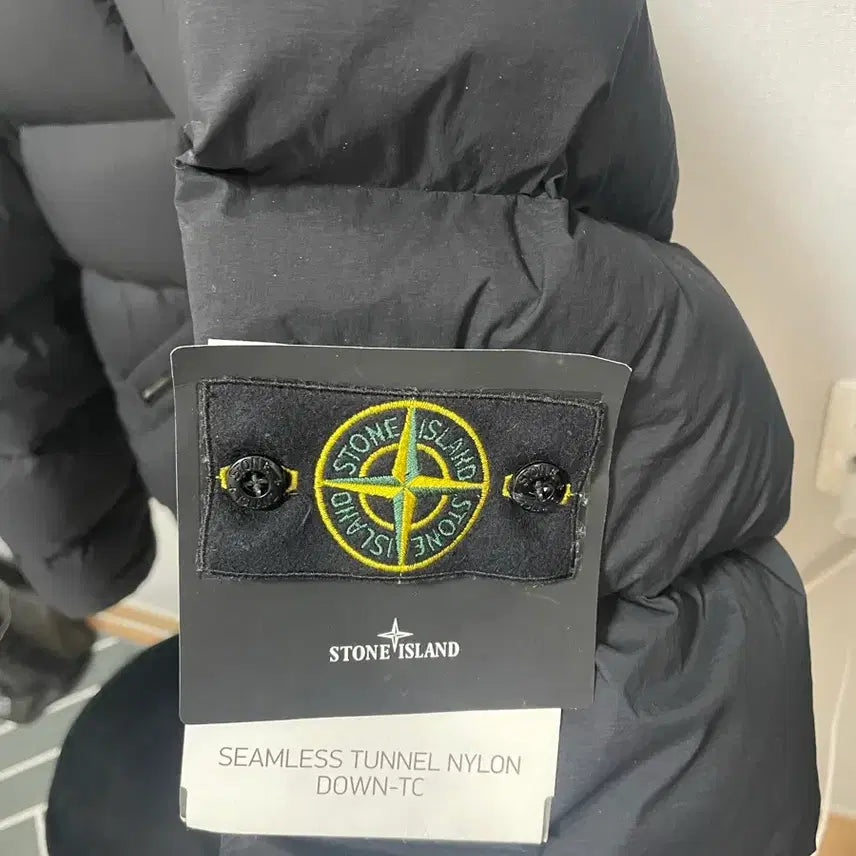 STONE ISLAND
STONE ISLAND
STONE ISLAND
SEAMLESS TUNNEL NYLON
DOWN-TC